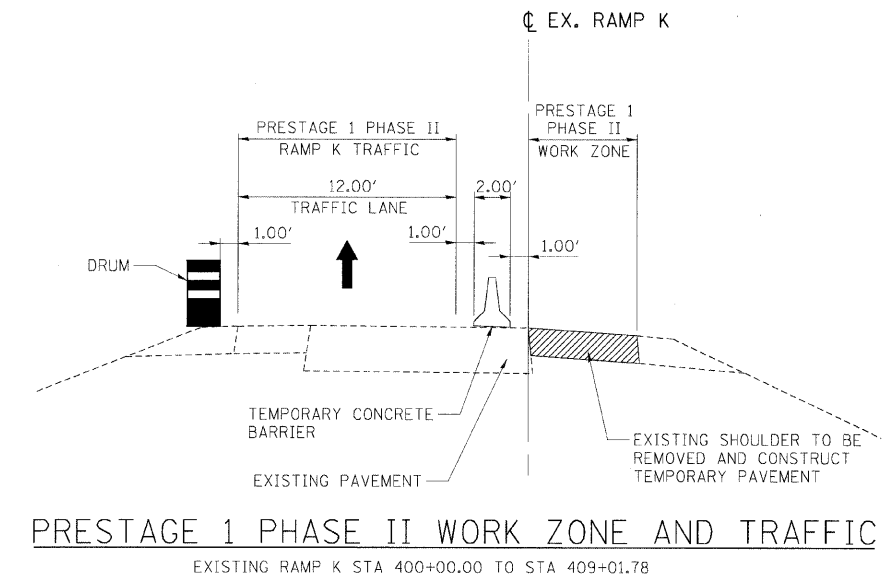 ℄ EX. RAMP K
PRESTAGE 1
PHASE II
WORK ZONE
PRESTAGE 1 PHASE II
RAMP K TRAFFIC
12.00'
TRAFFIC LANE
2.00'
1.00'
1.00'
1.00'
DRUM
TEMPORARY CONCRETE
BARRIER
EXISTING PAVEMENT
EXISTING SHOULDER TO BE
REMOVED AND CONSTRUCT
TEMPORARY PAVEMENT
PRESTAGE 1 PHASE II WORK ZONE AND TRAFFIC
EXISTING RAMP K STA 400+00.00 TO STA 409+01.78